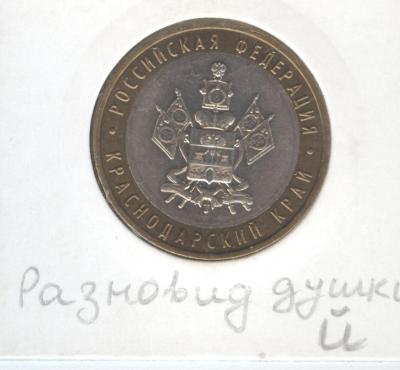 РОССИЙСКАЯ ФЕДЕРАЦИЯ
КРАСНОДАРСКИЙ КРАЙ
Разновид душки
Й